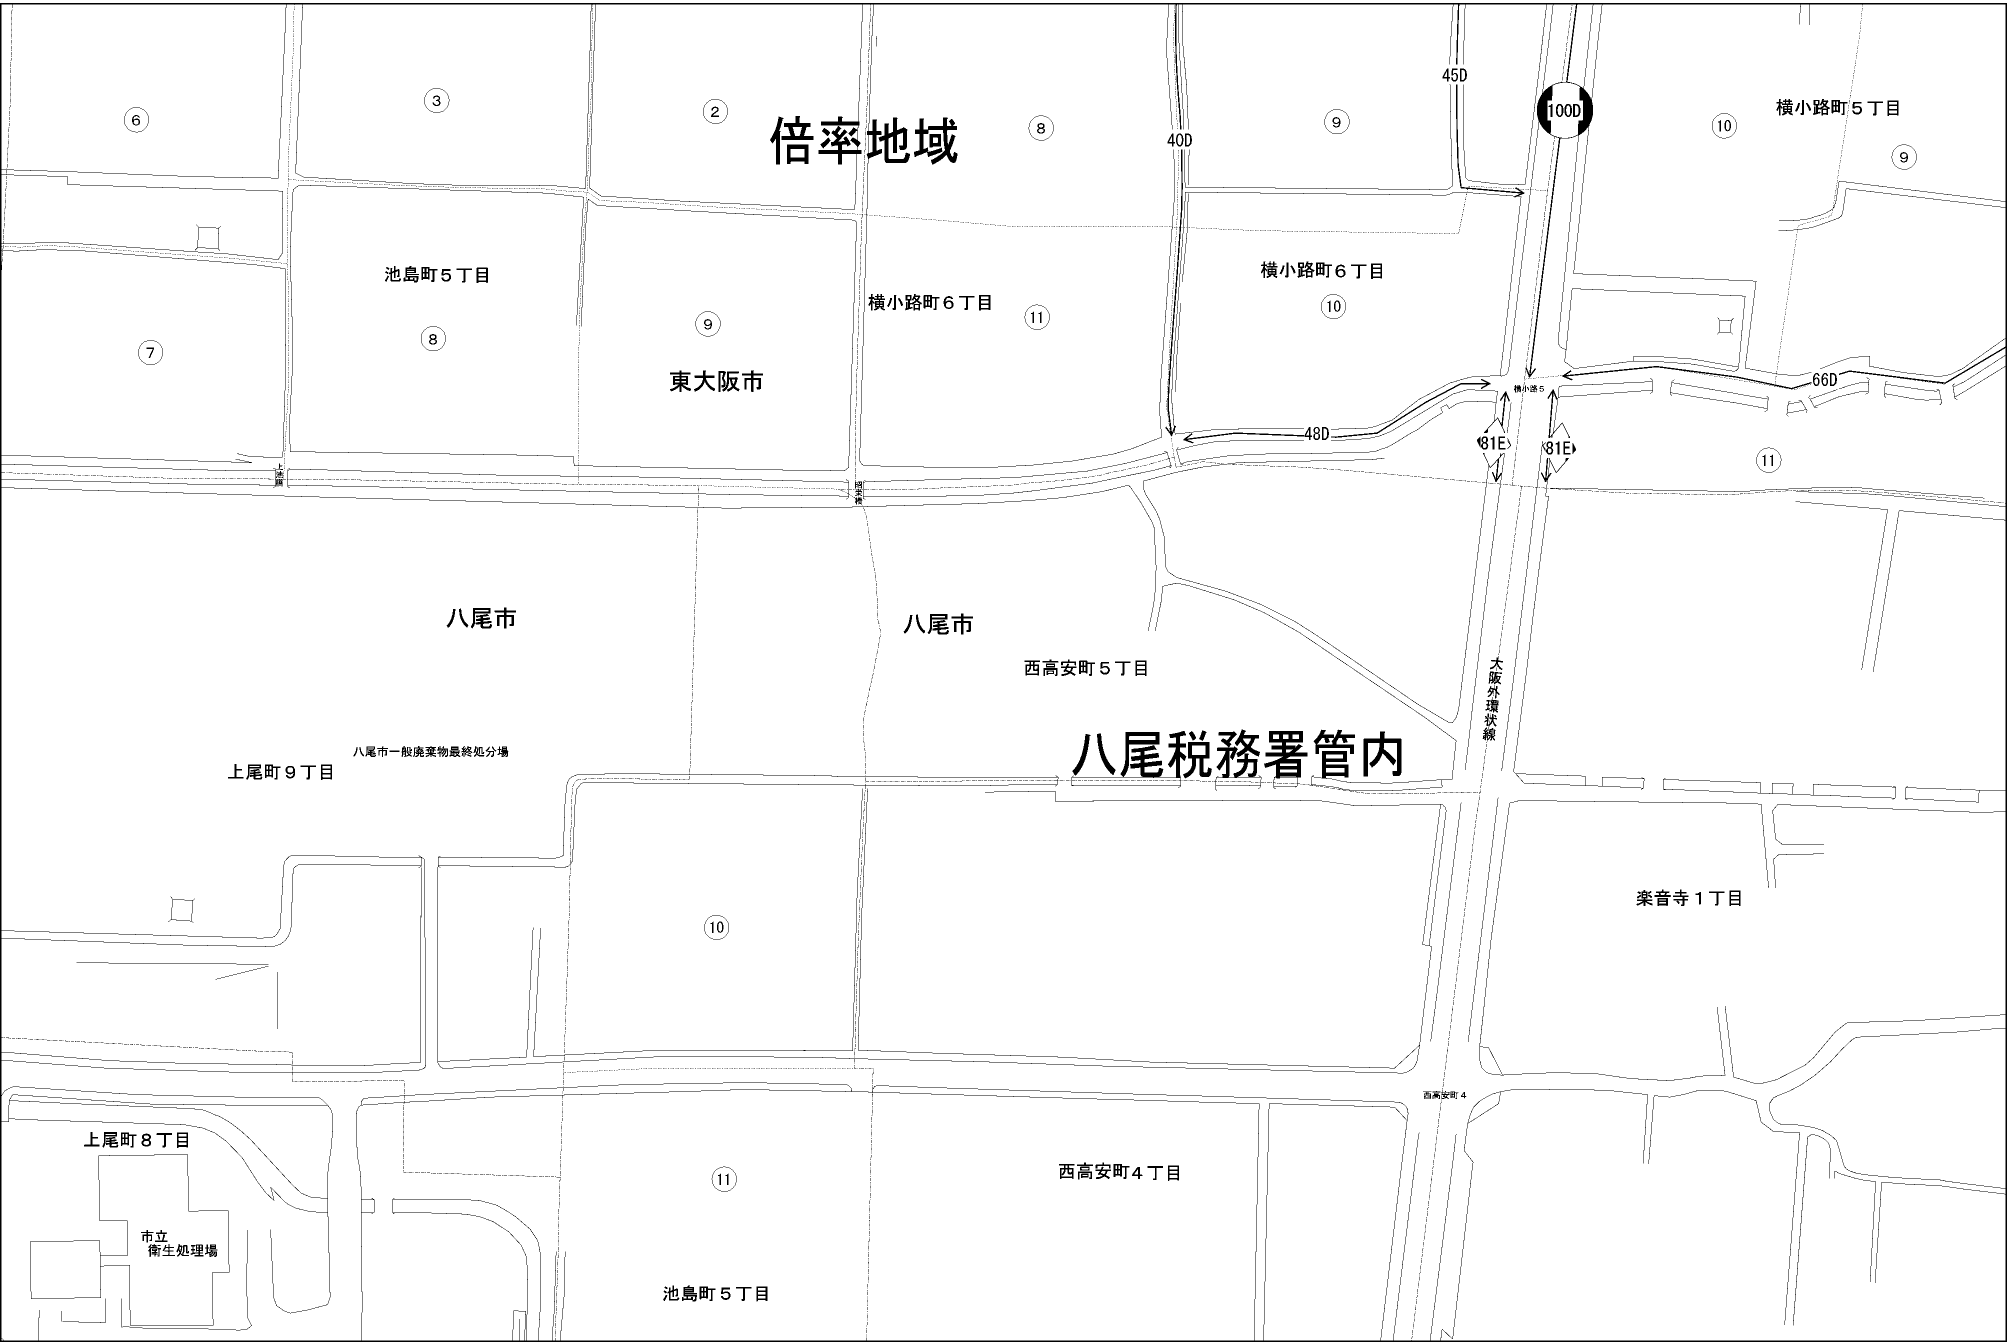 45D
100D
横小路町５丁目
3
2
6
倍率地域
8
9
10
40D
9
池島町５丁目
横小路町６丁目
横小路町６丁目
10
11
9
8
7
東大阪市
横小路５
66D
48D
81E
81E
11
上池橋
招来橋
八尾市
八尾市
西高安町５丁目
大阪外環状線
八尾市一般廃棄物最終処分場
上尾町９丁目
八尾税務署管内
楽音寺１丁目
10
西高安町４
上尾町８丁目
11
西高安町４丁目
市立
衛生処理場
池島町５丁目